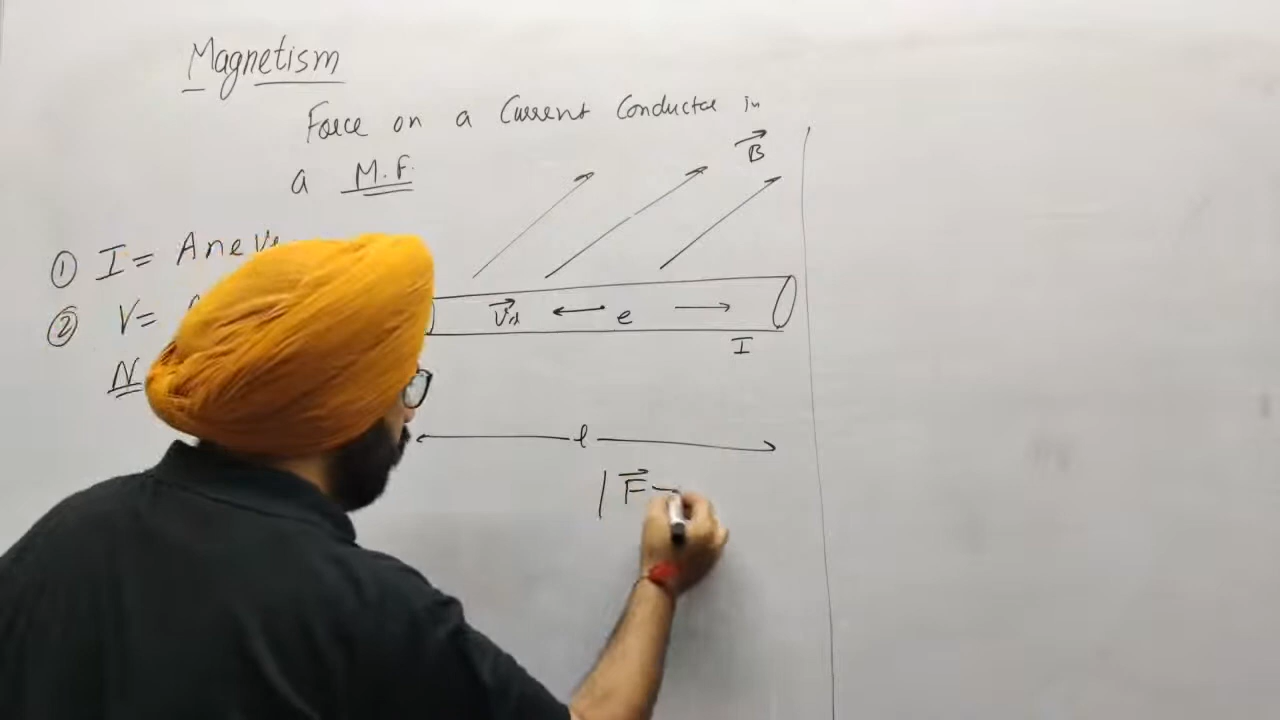 Magnetism
Force on a Current Conductor in
a M.F.
B
① I = AneV
② V=
N
Vd e
I
l
| F